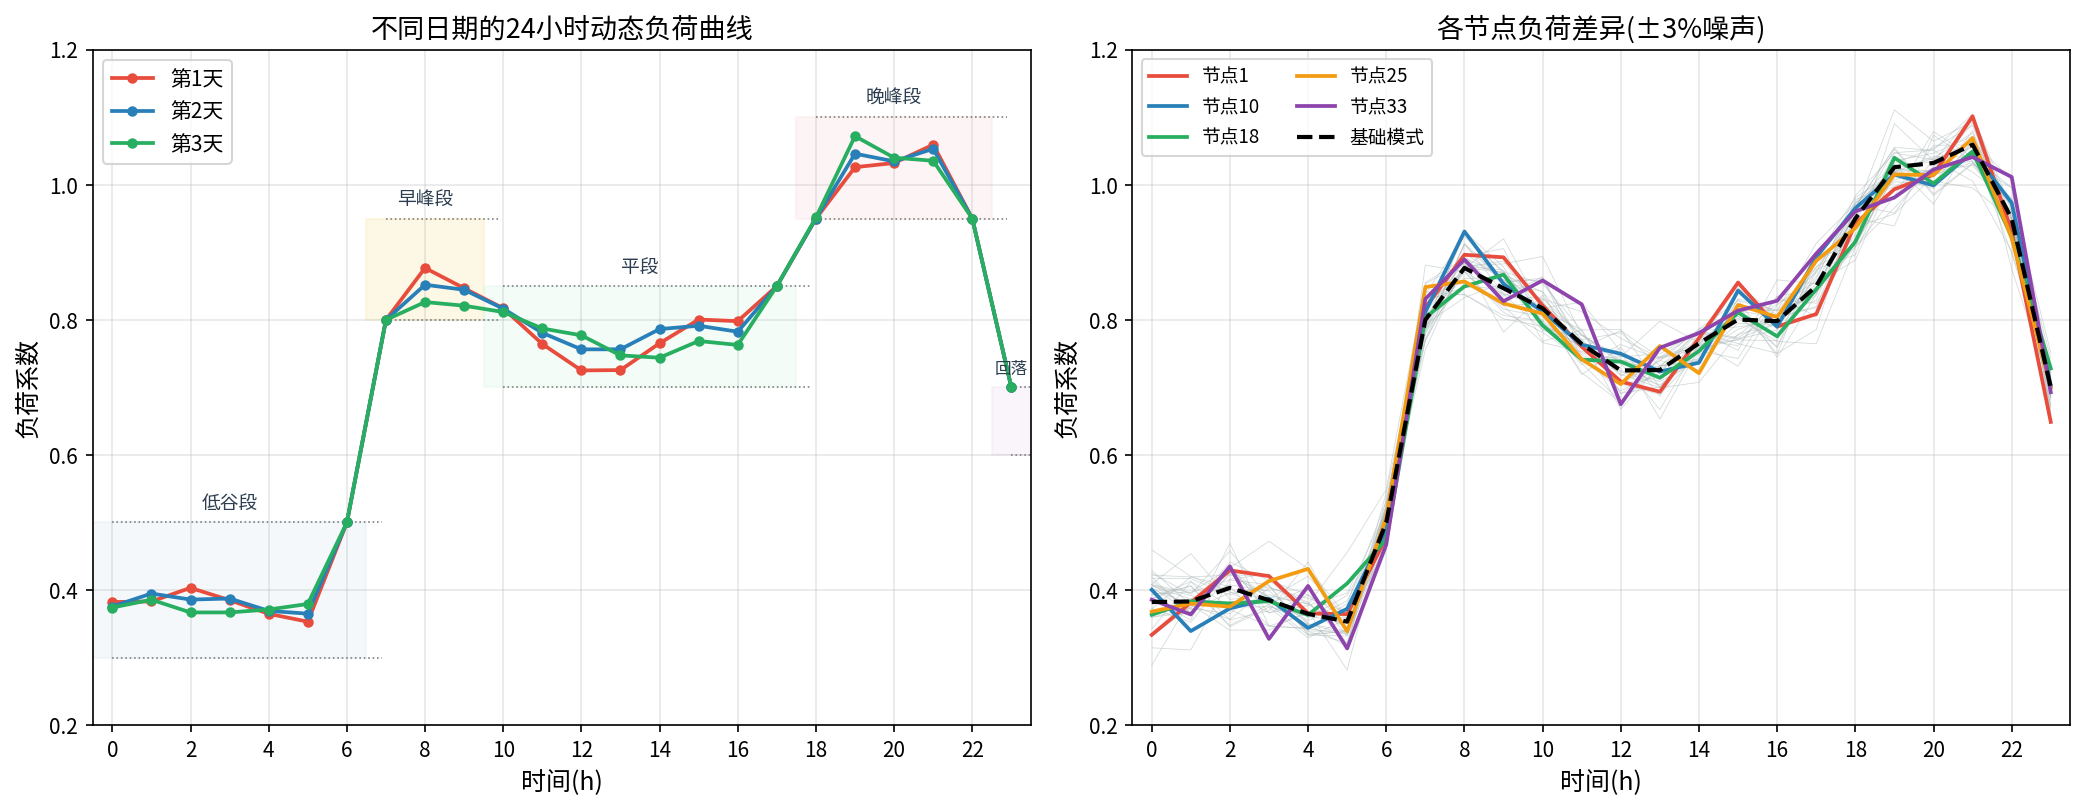 不同日期的24小时动态负荷曲线
1.2
1.0
0.8
0.6
0.4
0.2
负荷系数
第1天
第2天
第3天
低谷段
早峰段
平段
晚峰段
回落
0 2 4 6 8 10 12 14 16 18 20 22
时间(h)
各节点负荷差异(±3%噪声)
1.2
1.0
0.8
0.6
0.4
0.2
负荷系数
节点1
节点10
节点18
节点25
节点33
基础模式
0 2 4 6 8 10 12 14 16 18 20 22
时间(h)